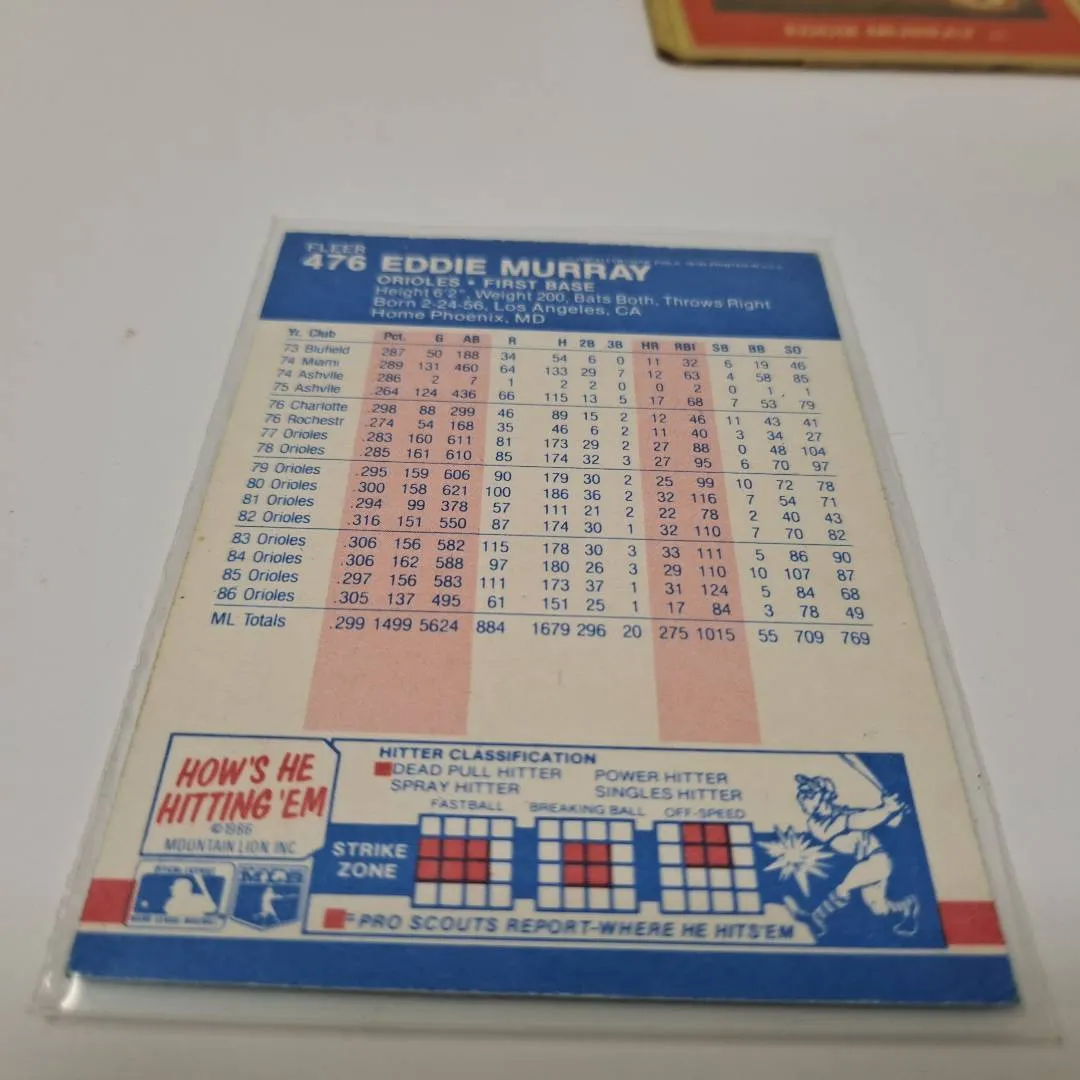 EDDIE MURRAY
FLEER
476 EDDIE MURRAY
ORIOLES • FIRST BASE
Height 6'2", Weight 200, Bats Both, Throws Right
Born 2-24-56, Los Angeles, CA
Home Phoenix, MD
Yr. Club Pct. G AB R H 2B 3B HR RBI SB BB SO
73 Blufield .287 50 188 34 54 6 0 11 32 6 19 46
74 Miami .289 131 460 64 133 29 7 12 63 4 58 85
74 Ashvlle .286 2 7 1 2 2 0 0 2 0 1 1
75 Ashvlle .264 124 436 66 115 13 5 17 68 7 53 79
76 Charlotte .298 88 299 46 89 15 2 12 46 11 43 41
76 Rochestr .274 54 168 35 46 6 2 11 40 3 34 27
77 Orioles .283 160 611 81 173 29 2 27 88 0 48 104
78 Orioles .285 161 610 85 174 32 3 27 95 6 70 97
79 Orioles .295 159 606 90 179 30 2 25 99 10 72 78
80 Orioles .300 158 621 100 186 36 2 32 116 7 54 71
81 Orioles .294 99 378 57 111 21 2 22 78 2 40 43
82 Orioles .316 151 550 87 174 30 1 32 110 7 70 82
83 Orioles .306 156 582 115 178 30 3 33 111 5 86 90
84 Orioles .306 162 588 97 180 26 3 29 110 10 107 87
85 Orioles .297 156 583 111 173 37 1 31 124 5 84 68
86 Orioles .305 137 495 61 151 25 1 17 84 3 78 49
ML Totals .299 1499 5624 884 1679 296 20 275 1015 55 709 769
HOW'S HE
HITTING 'EM
©1986
MOUNTAIN LION INC.
HITTER CLASSIFICATION
DEAD PULL HITTER POWER HITTER
SPRAY HITTER SINGLES HITTER
FASTBALL BREAKING BALL OFF-SPEED
STRIKE
ZONE
=PRO SCOUTS REPORT-WHERE HE HITS 'EM